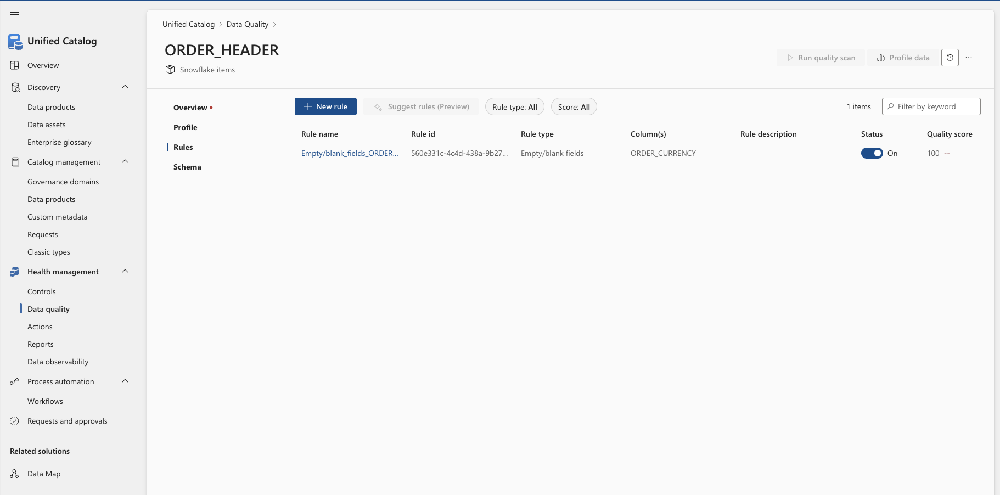 Unified Catalog
Overview
Discovery
Data products
Data assets
Enterprise glossary
Catalog management
Governance domains
Data products
Custom metadata
Requests
Classic types
Health management
Controls
Data quality
Actions
Reports
Data observability
Process automation
Workflows
Requests and approvals
Related solutions
Data Map
Unified Catalog > Data Quality >
ORDER_HEADER
Snowflake items
Run quality scan
Profile data
...
Overview
Profile
Rules
Schema
New rule
Suggest rules (Preview)
Rule type: All
Score: All
1 items
Filter by keyword
Rule name Rule id Rule type Column(s) Rule description Status Quality score
Empty/blank_fields_ORDER... 560e331c-4c4d-438a-9b27... Empty/blank fields ORDER_CURRENCY On 100 --